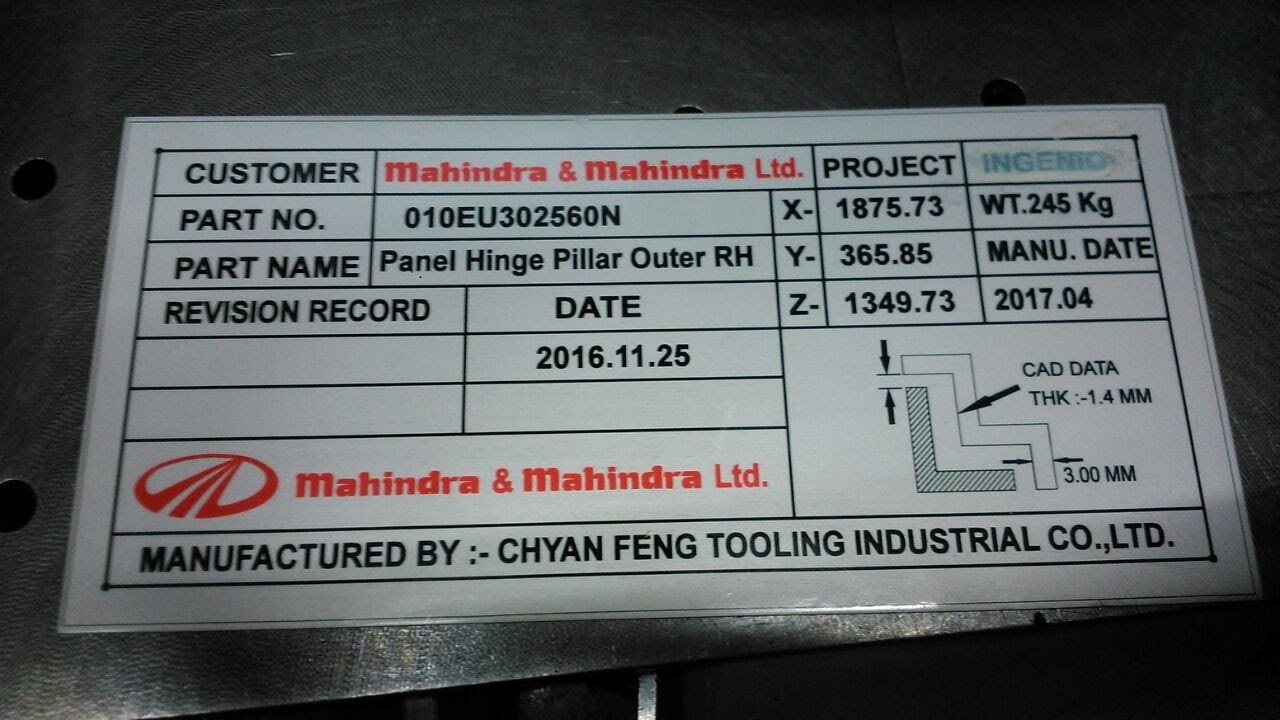 CUSTOMER Mahindra & Mahindra Ltd. PROJECT INGENIO
PART NO. 010EU302560N X- 1875.73 WT.245 Kg
PART NAME Panel Hinge Pillar Outer RH Y- 365.85 MANU. DATE
REVISION RECORD DATE Z- 1349.73 2017.04
2016.11.25
CAD DATA
THK :-1.4 MM
3.00 MM
Mahindra & Mahindra Ltd.
MANUFACTURED BY :- CHYAN FENG TOOLING INDUSTRIAL CO.,LTD.